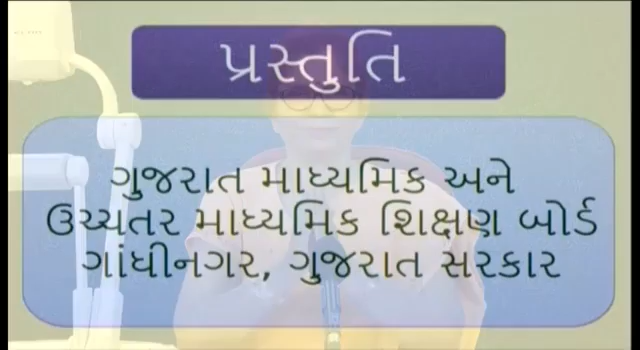 પ્રસ્તુતિ
ગુજરાત માધ્યમિક અને
ઉચ્ચતર માધ્યમિક શિક્ષણ બોર્ડ
ગાંધીનગર, ગુજરાત સરકાર